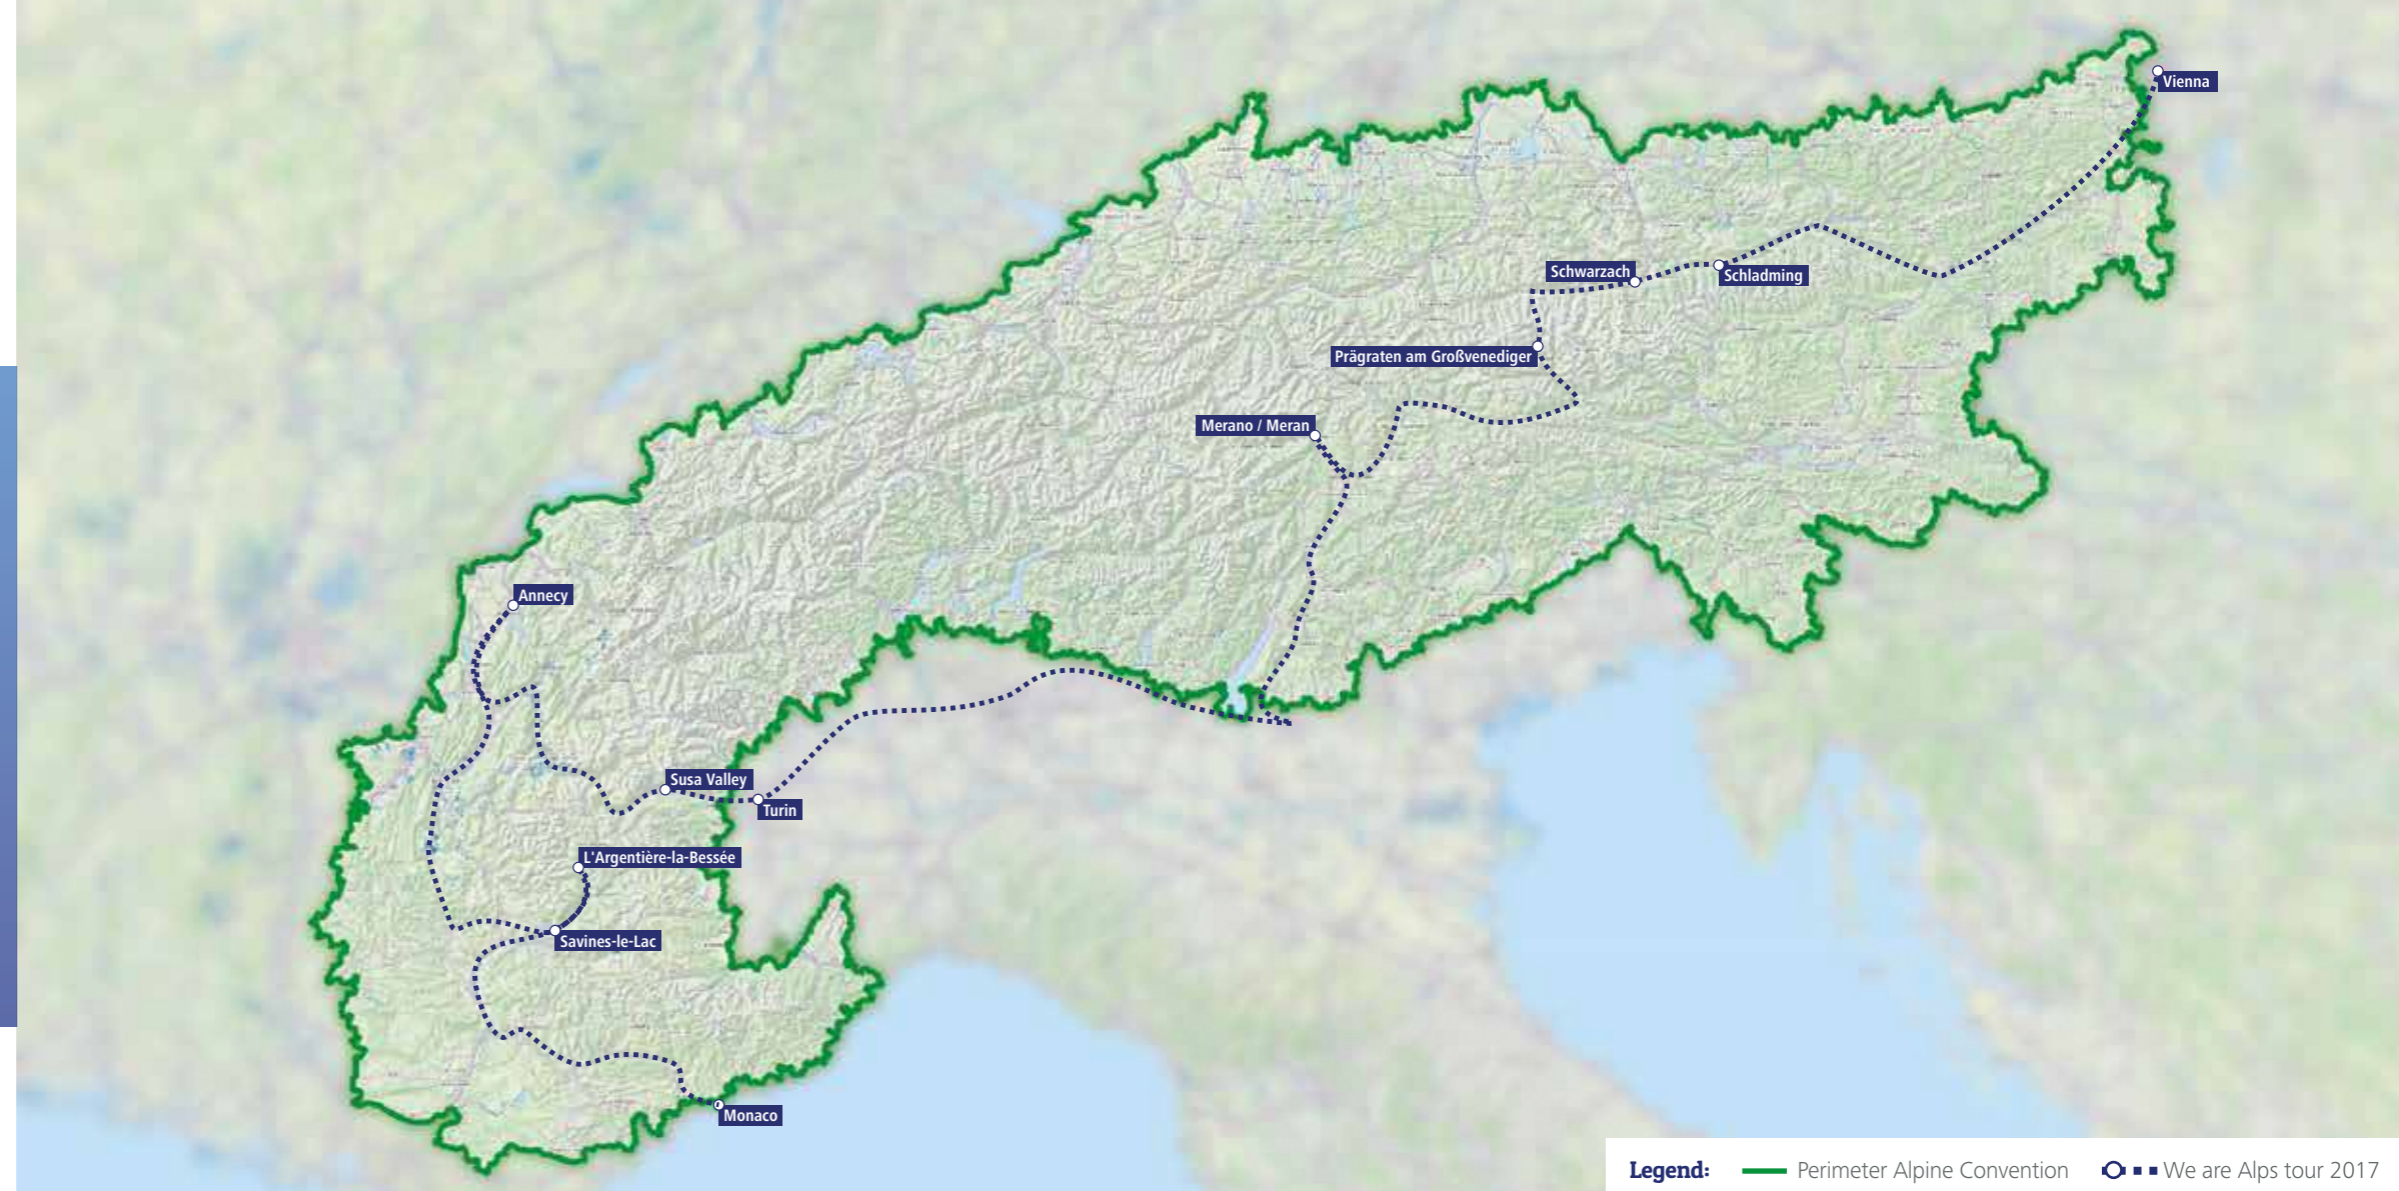 Vienna
Schwarzach
Schladming
Prägraten am Großvenediger
Merano / Meran
Annecy
Susa Valley
Turin
L'Argentière-la-Bessée
Savines-le-Lac
Monaco
Legend: Perimeter Alpine Convention We are Alps tour 2017